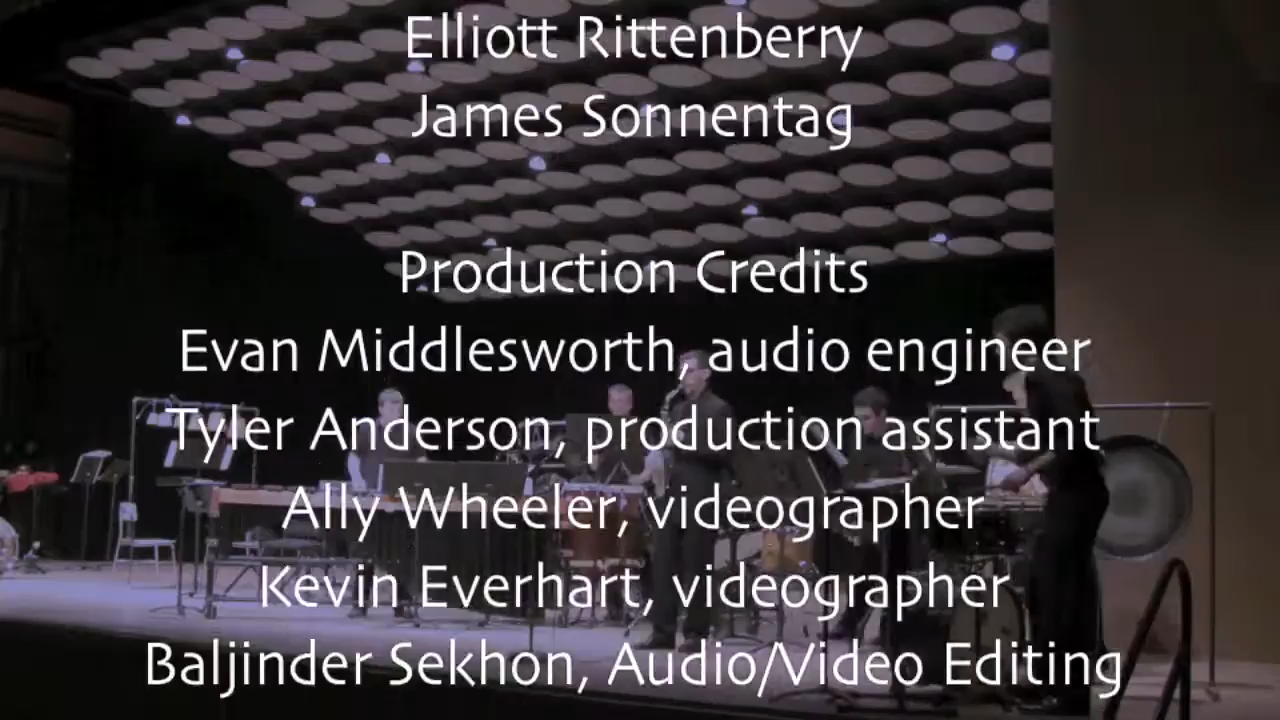 Elliott Rittenberry
James Sonnentag
Production Credits
Evan Middlesworth, audio engineer
Tyler Anderson, production assistant
Ally Wheeler, videographer
Kevin Everhart, videographer
Baljinder Sekhon, Audio/Video Editing